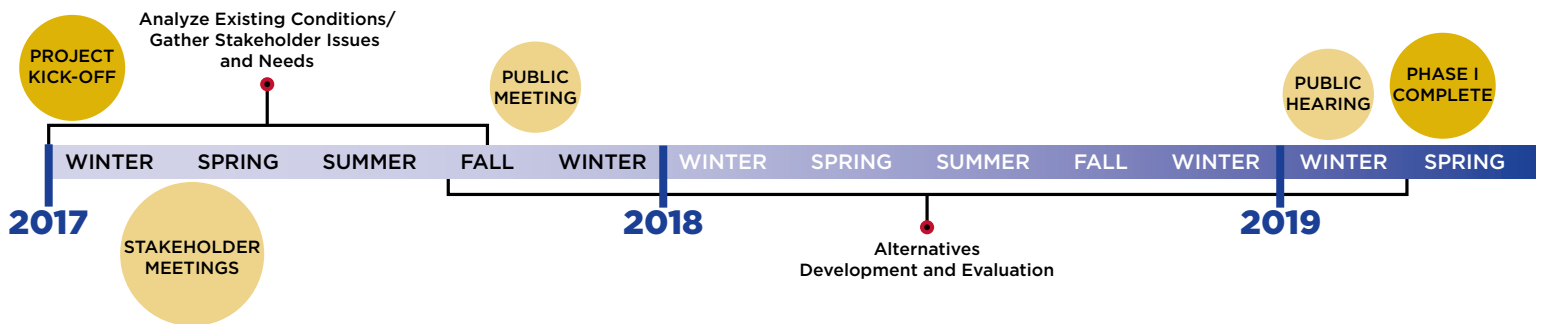 Analyze Existing Conditions/
Gather Stakeholder Issues
and Needs
PROJECT
KICK-OFF
PUBLIC
MEETING
PUBLIC
HEARING
PHASE I
COMPLETE
WINTER SPRING SUMMER FALL WINTER WINTER SPRING SUMMER FALL WINTER WINTER SPRING
2017 2018 2019
STAKEHOLDER
MEETINGS
Alternatives
Development and Evaluation